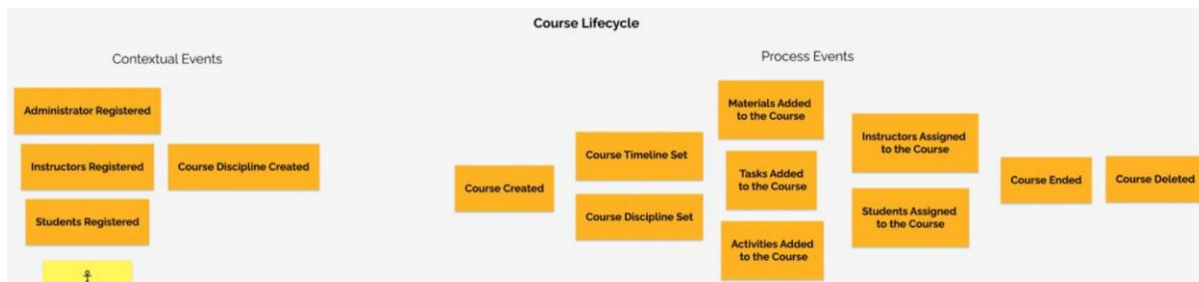 Course Lifecycle
Contextual Events
Process Events
Administrator Registered
Instructors Registered
Course Discipline Created
Students Registered
Course Created
Course Timeline Set
Course Discipline Set
Materials Added
to the Course
Tasks Added
to the Course
Activities Added
to the Course
Instructors Assigned
to the Course
Students Assigned
to the Course
Course Ended
Course Deleted